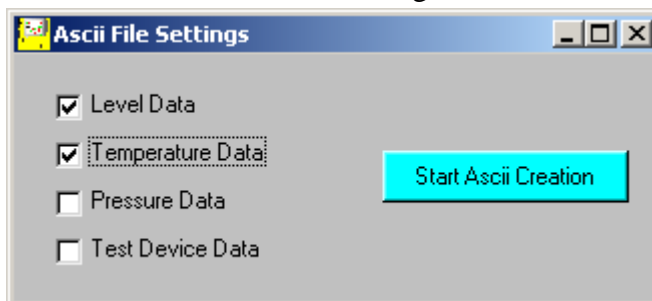 Ascii File Settings
Level Data
Temperature Data
Start Ascii Creation
Pressure Data
Test Device Data